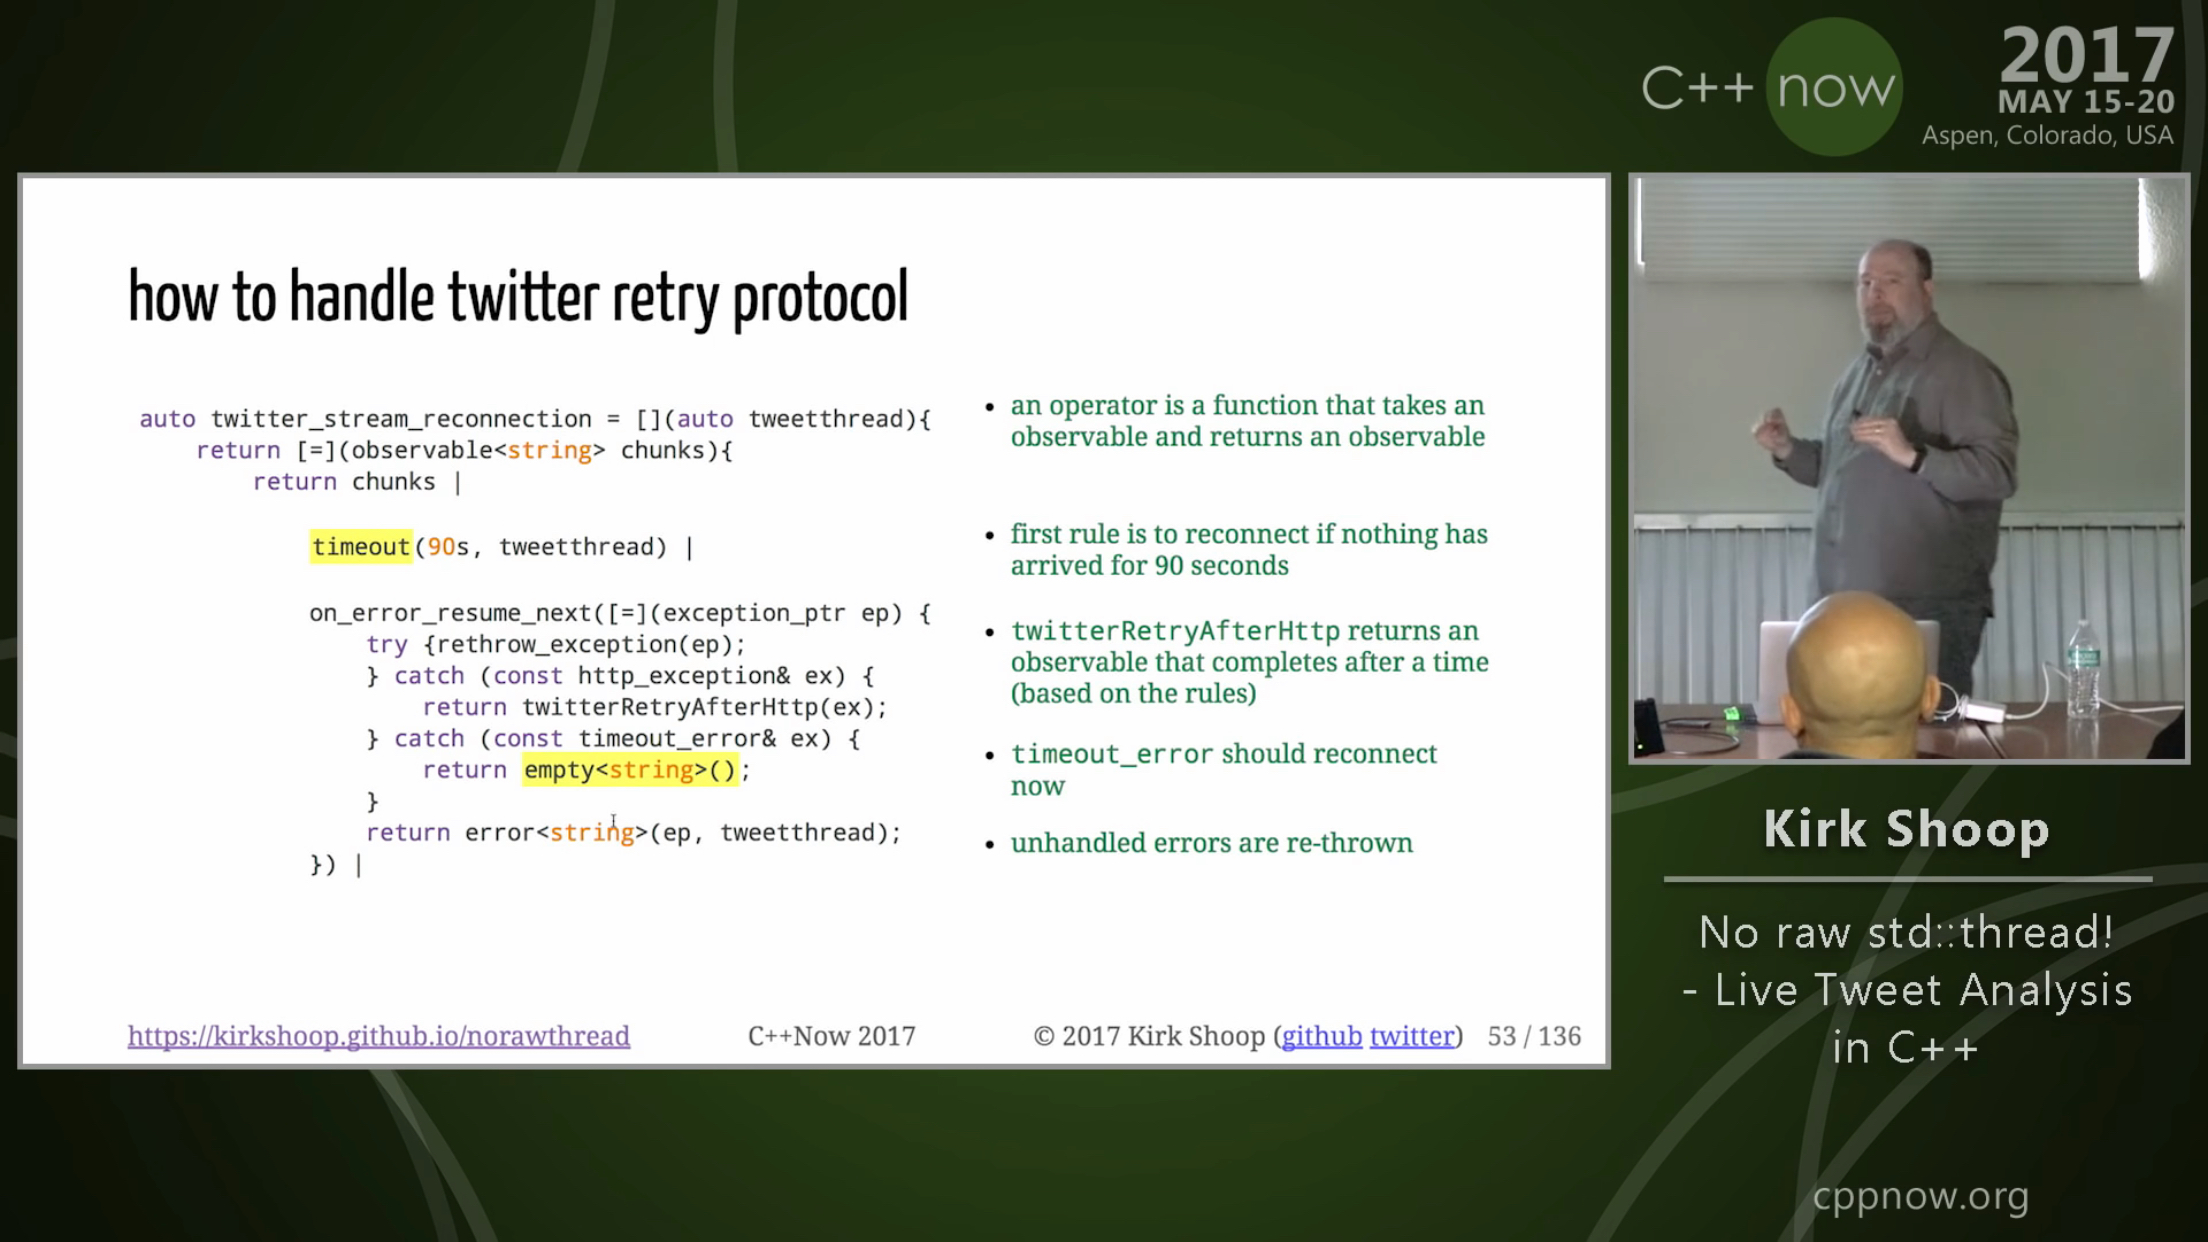 C++ now
2017
MAY 15-20
Aspen, Colorado, USA
how to handle twitter retry protocol
auto twitter_stream_reconnection = [](auto tweetthread){
return [=](observable<string> chunks){
return chunks |
timeout(90s, tweetthread) |
on_error_resume_next([=](exception_ptr ep) {
try {rethrow_exception(ep);
} catch (const http_exception& ex) {
return twitterRetryAfterHttp(ex);
} catch (const timeout_error& ex) {
return empty<string>();
}
return error<string>(ep, tweetthread);
}) |
• an operator is a function that takes an
observable and returns an observable
• first rule is to reconnect if nothing has
arrived for 90 seconds
• twitterRetryAfterHttp returns an
observable that completes after a time
(based on the rules)
• timeout_error should reconnect
now
• unhandled errors are re-thrown
https://kirkshoop.github.io/norawthread
C++Now 2017
© 2017 Kirk Shoop (github twitter)
53 / 136
Kirk Shoop
No raw std::thread!
- Live Tweet Analysis
in C++
cppnow.org